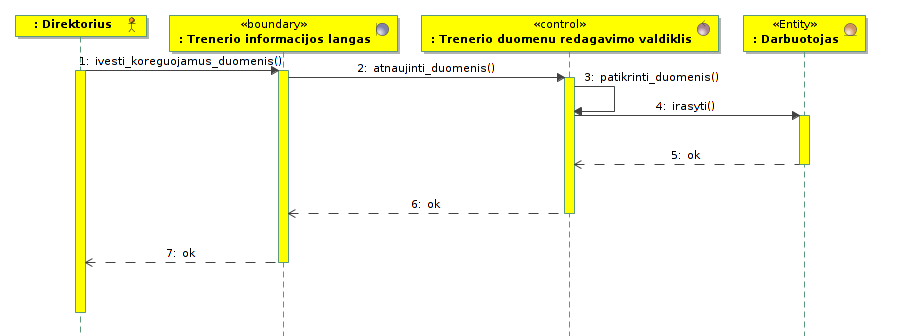 : Direktorius
«boundary»
: Trenerio informacijos langas
«control»
: Trenerio duomenu redagavimo valdiklis
«Entity»
: Darbuotojas
1: ivesti_koreguojamus_duomenis()
2: atnaujinti_duomenis()
3: patikrinti_duomenis()
4: irasyti()
5: ok
6: ok
7: ok